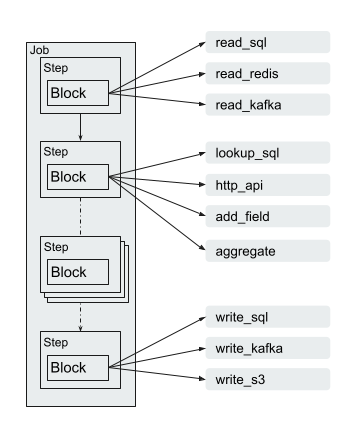 Job
Step
Block
read_sql
read_redis
read_kafka
Step
Block
lookup_sql
http_api
add_field
aggregate
Step
Block
Step
Block
write_sql
write_kafka
write_s3